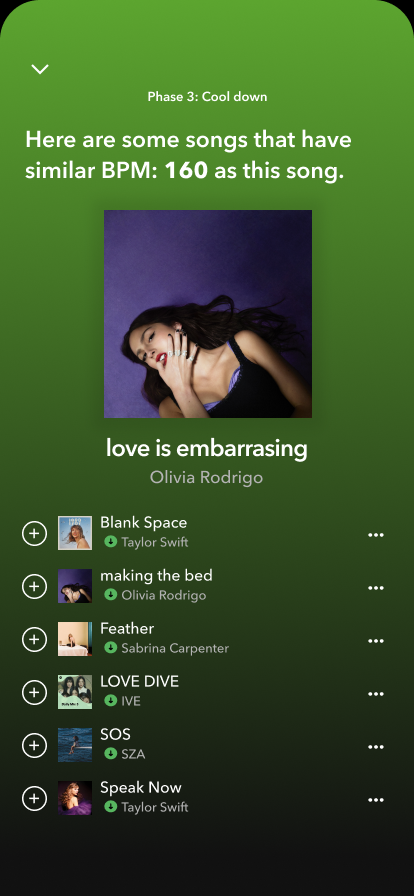 Phase 3: Cool down
Here are some songs that have
similar BPM: 160 as this song.
love is embarrasing
Olivia Rodrigo
Blank Space
Taylor Swift
making the bed
Olivia Rodrigo
Feather
Sabrina Carpenter
LOVE DIVE
IVE
SOS
SZA
Speak Now
Taylor Swift